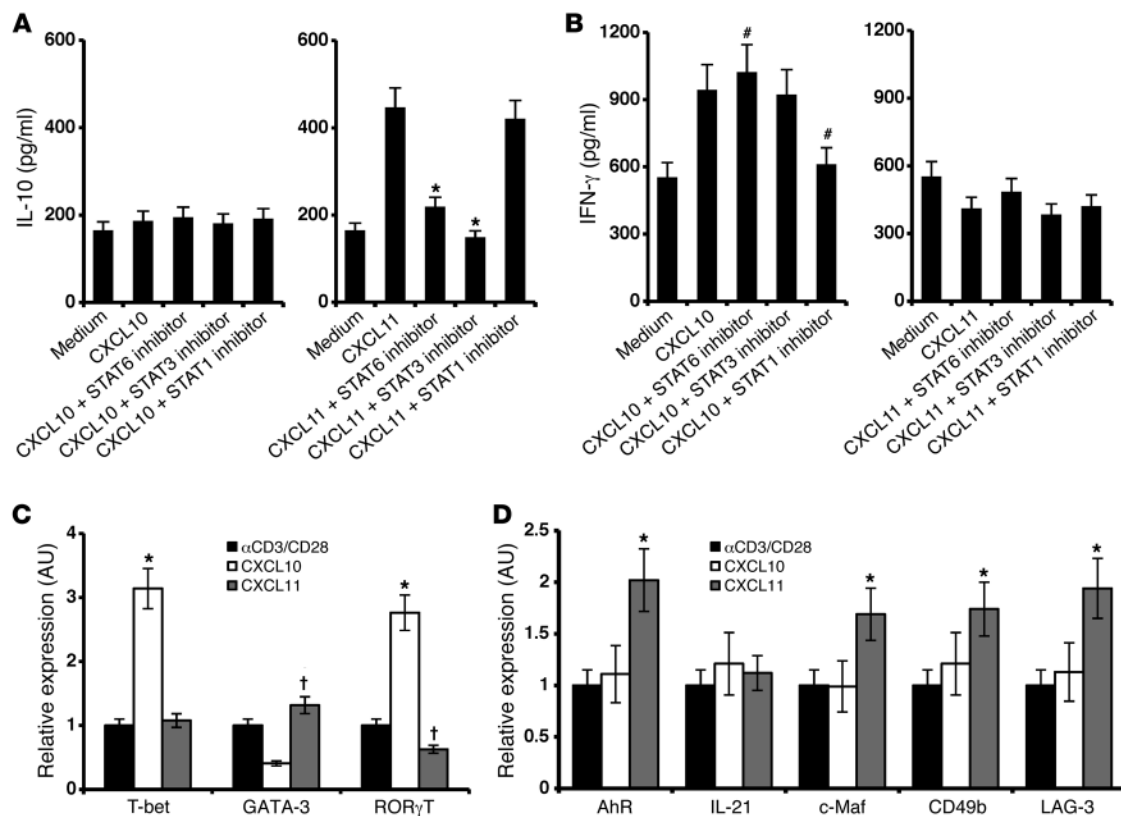 A
IL-10 (pg/ml)
600
400
200
0
Medium
CXCL10
CXCL10 + STAT6 inhibitor
CXCL10 + STAT3 inhibitor
CXCL10 + STAT1 inhibitor
600
400
200
0
*
*
Medium
CXCL11
CXCL11 + STAT6 inhibitor
CXCL11 + STAT3 inhibitor
CXCL11 + STAT1 inhibitor
B
IFN-γ (pg/ml)
1200
900
600
300
0
#
#
Medium
CXCL10
CXCL10 + STAT6 inhibitor
CXCL10 + STAT3 inhibitor
CXCL10 + STAT1 inhibitor
1200
900
600
300
0
Medium
CXCL11
CXCL11 + STAT6 inhibitor
CXCL11 + STAT3 inhibitor
CXCL11 + STAT1 inhibitor
C
Relative expression (AU)
4
3
2
1
0
αCD3/CD28
CXCL10
CXCL11
*
†
*
†
T-bet
GATA-3
RORγT
D
Relative expression (AU)
2.5
2
1.5
1
0.5
0
αCD3/CD28
CXCL10
CXCL11
*
*
*
*
AhR
IL-21
c-Maf
CD49b
LAG-3